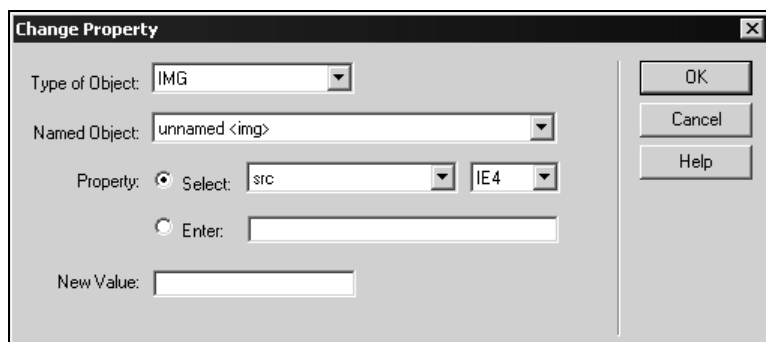 Change Property
Type of Object: IMG
OK
Named Object: unnamed <img>
Cancel
Property: Select: src IE4
Help
Enter:
New Value: